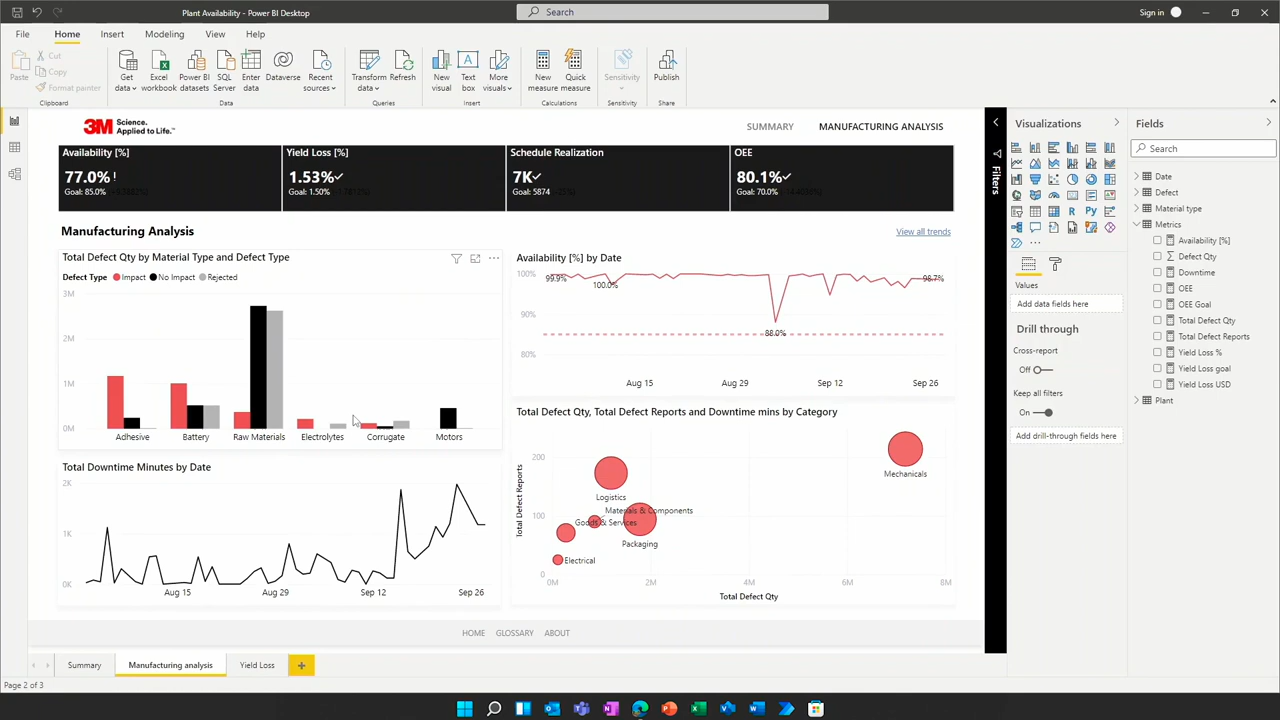 Plant Availability - Power BI Desktop
Search
Sign in
File Home Insert Modeling View Help
Paste
Cut
Copy
Format painter
Clipboard
Get data
Excel workbook
Power BI datasets
SQL Server
Enter data
Dataverse
Recent sources
Data
Transform data
Refresh
Queries
New visual
Text box
More visuals
Insert
New measure
Quick measure
Calculations
Sensitivity
Sensitivity
Publish
Share
3M Science.
Applied to Life.™
SUMMARY MANUFACTURING ANALYSIS
Availability [%]
77.0%!
Goal: 85.0%
Yield Loss [%]
1.53%
Goal: 1.50%
Schedule Realization
7K
Goal: 5874
OEE
80.1%
Goal: 70.0%
Manufacturing Analysis
View all trends
Total Defect Qty by Material Type and Defect Type
Defect Type Impact No Impact Rejected
3M
2M
1M
0M
Adhesive Battery Raw Materials Electrolytes Corrugate Motors
Availability [%] by Date
100%
90%
80%
99.9%
100.0%
88.0%
98.7%
Aug 15 Aug 29 Sep 12 Sep 26
Total Downtime Minutes by Date
2K
1K
0K
Aug 15 Aug 29 Sep 12 Sep 26
Total Defect Qty, Total Defect Reports and Downtime mins by Category
Total Defect Reports
200
100
0
Mechanicals
Logistics
Materials & Components
Goods & Services
Packaging
Electrical
0M 2M 4M 6M 8M
Total Defect Qty
HOME GLOSSARY ABOUT
Filters
Visualizations
R Py
Values
Add data fields here
Drill through
Cross-report
Off
Keep all filters
On
Add drill-through fields here
Fields
Search
Date
Defect
Material type
Metrics
Availability [%]
Defect Qty
Downtime
OEE
OEE Goal
Total Defect Qty
Total Defect Reports
Yield Loss %
Yield Loss goal
Yield Loss USD
Plant
Summary Manufacturing analysis Yield Loss
Page 2 of 3